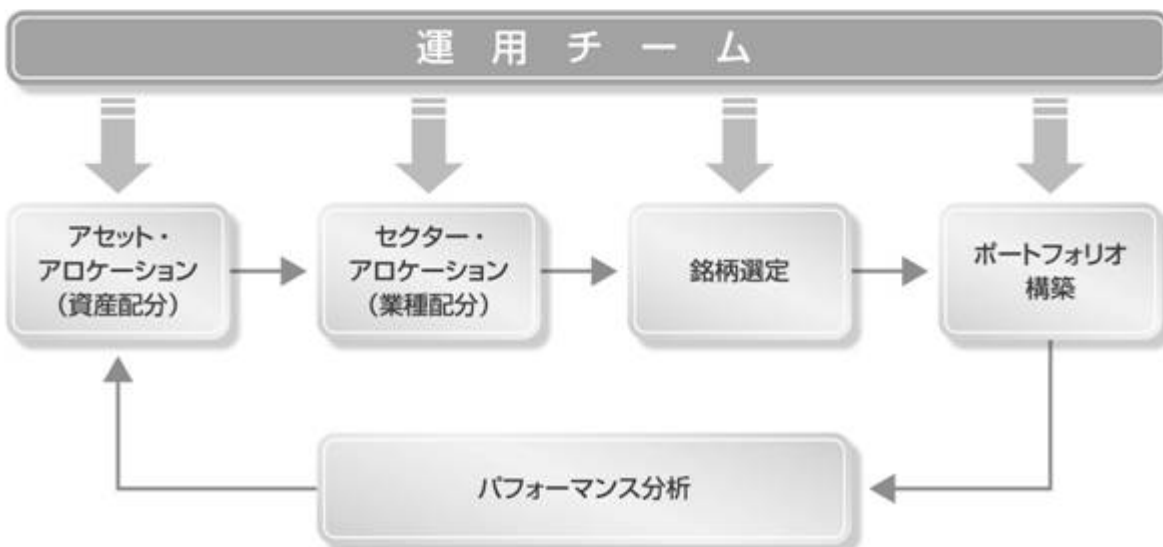 運用チーム
アセット・
アロケーション
（資産配分）
セクター・
アロケーション
（業種配分）
銘柄選定
ポートフォリオ
構築
パフォーマンス分析